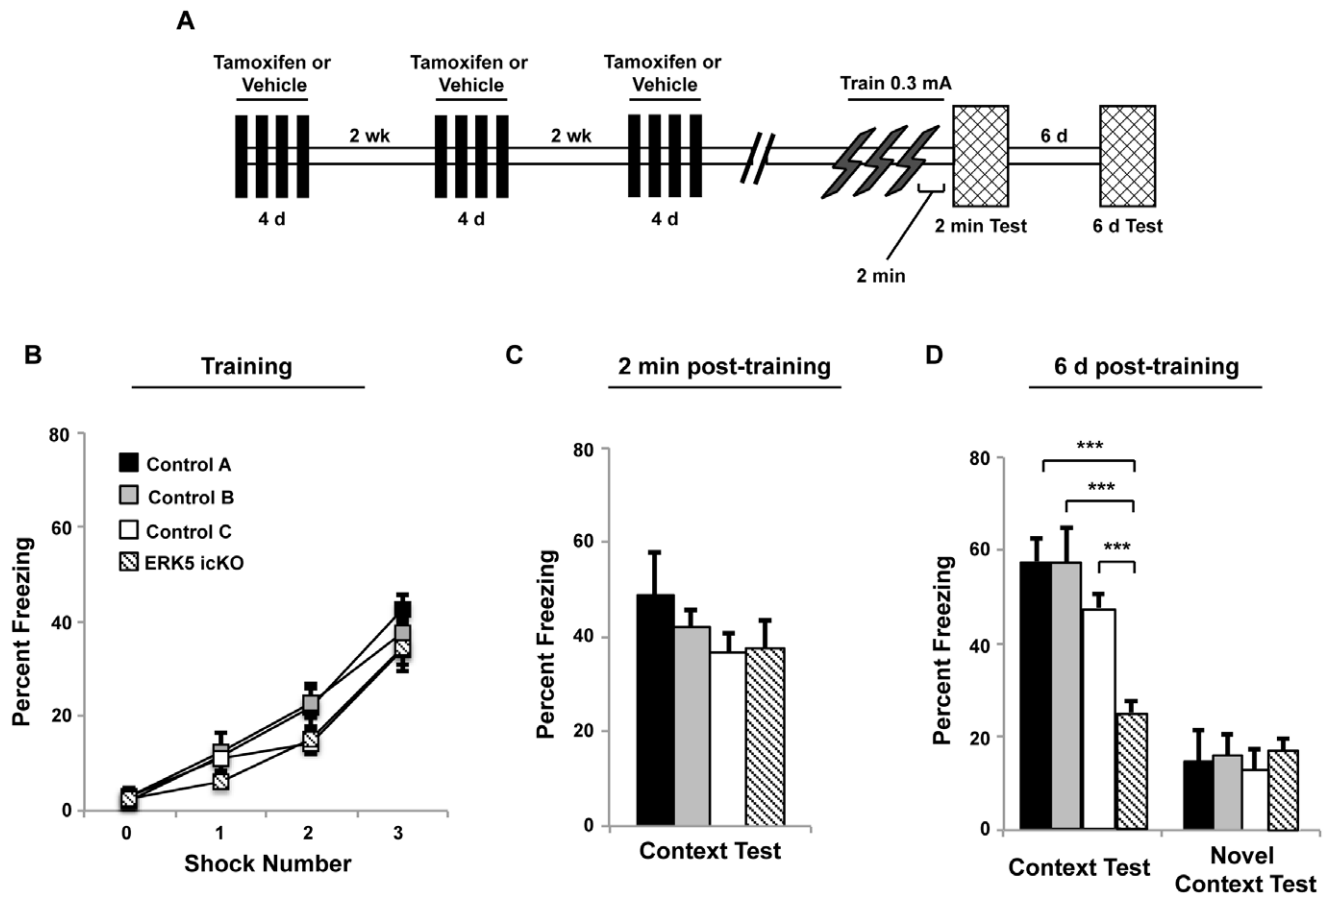 A
Tamoxifen or
Vehicle
Tamoxifen or
Vehicle
Tamoxifen or
Vehicle
Train 0.3 mA
2 wk
2 wk
6 d
4 d
4 d
4 d
2 min Test
6 d Test
2 min
B
Training
80
60
40
20
0
Percent Freezing
Control A
Control B
Control C
ERK5 icKO
0
1
2
3
Shock Number
C
2 min post-training
80
60
40
20
0
Percent Freezing
Context Test
D
6 d post-training
80
60
40
20
0
Percent Freezing
***
***
***
Context Test
Novel
Context Test